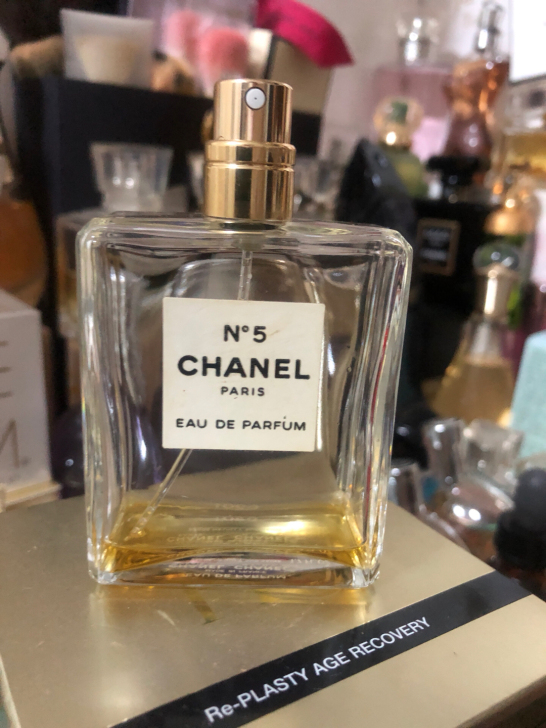 N°5
CHANEL
PARIS
EAU DE PARFUM
Re-PLASTY AGE RECOVERY